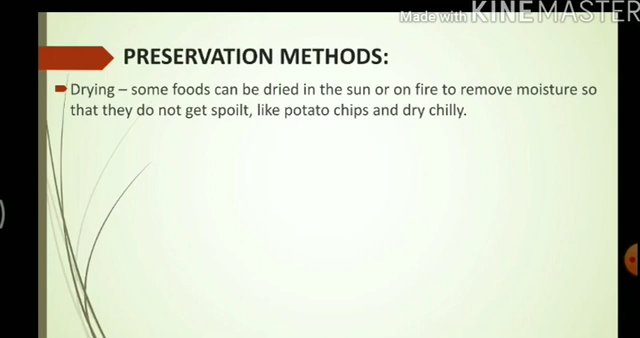 Made with KINEMASTER
PRESERVATION METHODS:
Drying – some foods can be dried in the sun or on fire to remove moisture so
that they do not get spoilt, like potato chips and dry chilly.